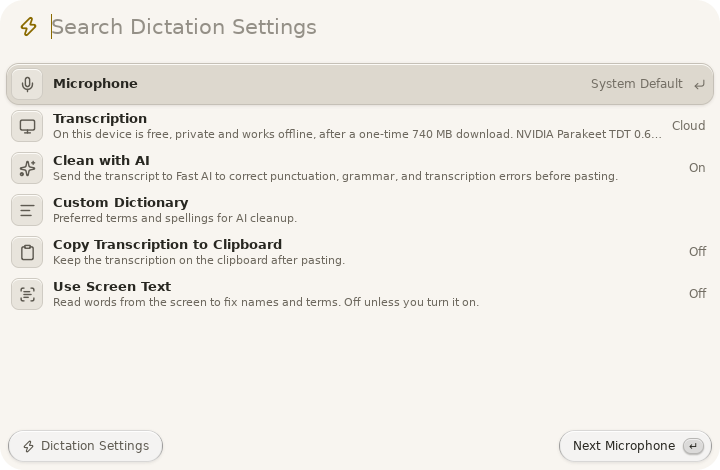 Search Dictation Settings
Microphone
System Default
Transcription
On this device is free, private and works offline, after a one-time 740 MB download. NVIDIA Parakeet TDT 0.6...
Cloud
Clean with AI
Send the transcript to Fast AI to correct punctuation, grammar, and transcription errors before pasting.
On
Custom Dictionary
Preferred terms and spellings for AI cleanup.
Copy Transcription to Clipboard
Keep the transcription on the clipboard after pasting.
Off
Use Screen Text
Read words from the screen to fix names and terms. Off unless you turn it on.
Off
Dictation Settings
Next Microphone